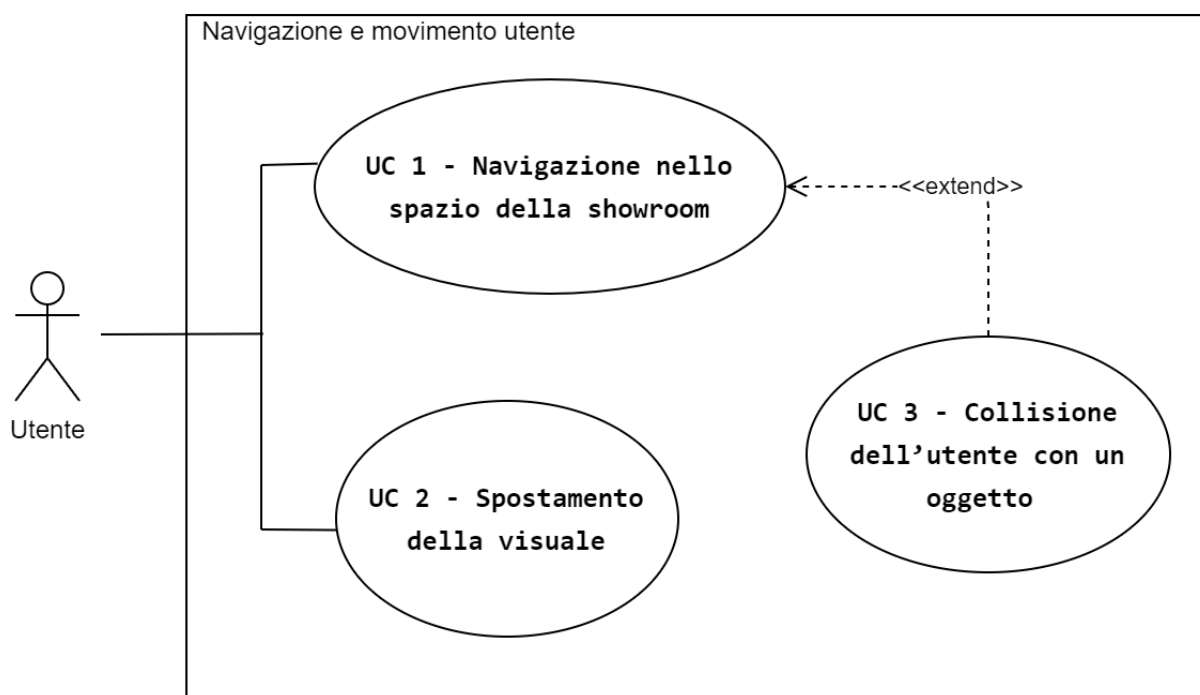 Navigazione e movimento utente
UC 1 - Navigazione nello
spazio della showroom
<<extend>>
Utente
UC 2 - Spostamento
della visuale
UC 3 - Collisione
dell’utente con un
oggetto